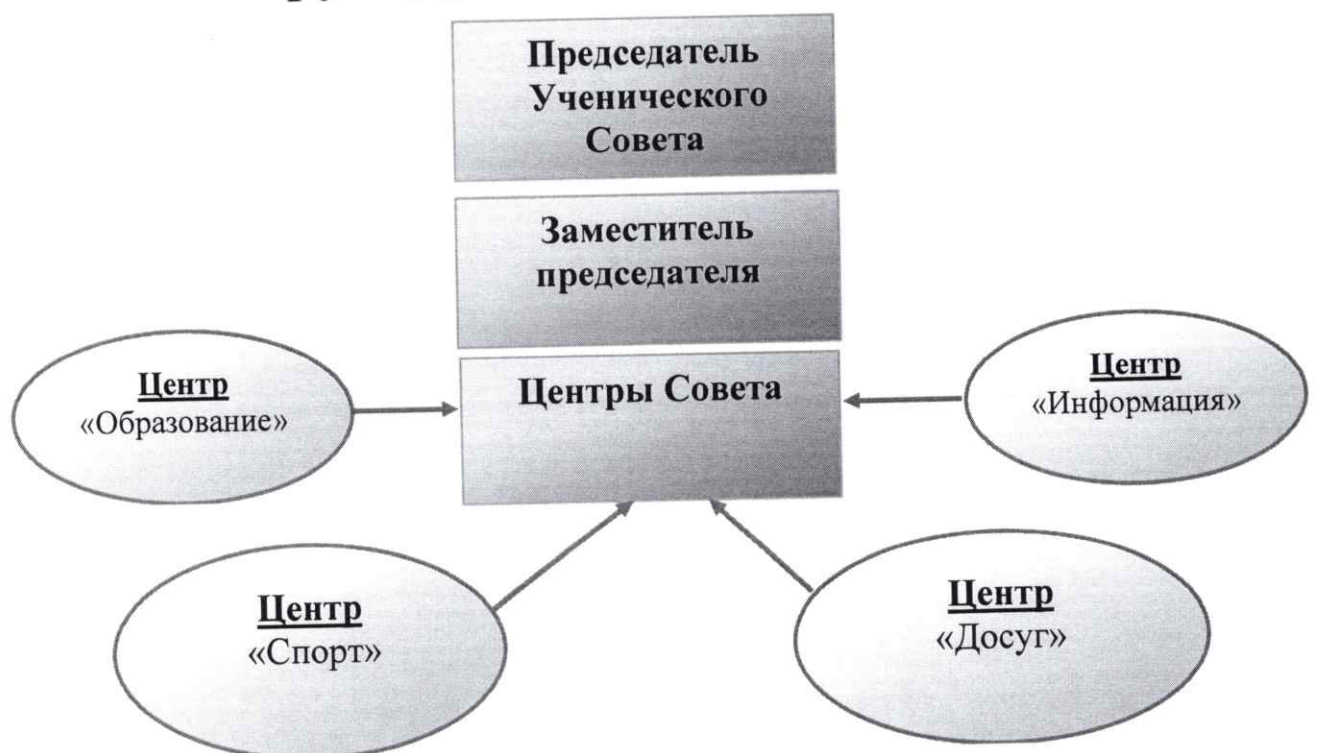 Председатель
Ученического
Совета
Заместитель
председателя
Центры Совета
Центр
«Образование»
Центр
«Информация»
Центр
«Спорт»
Центр
«Досуг»